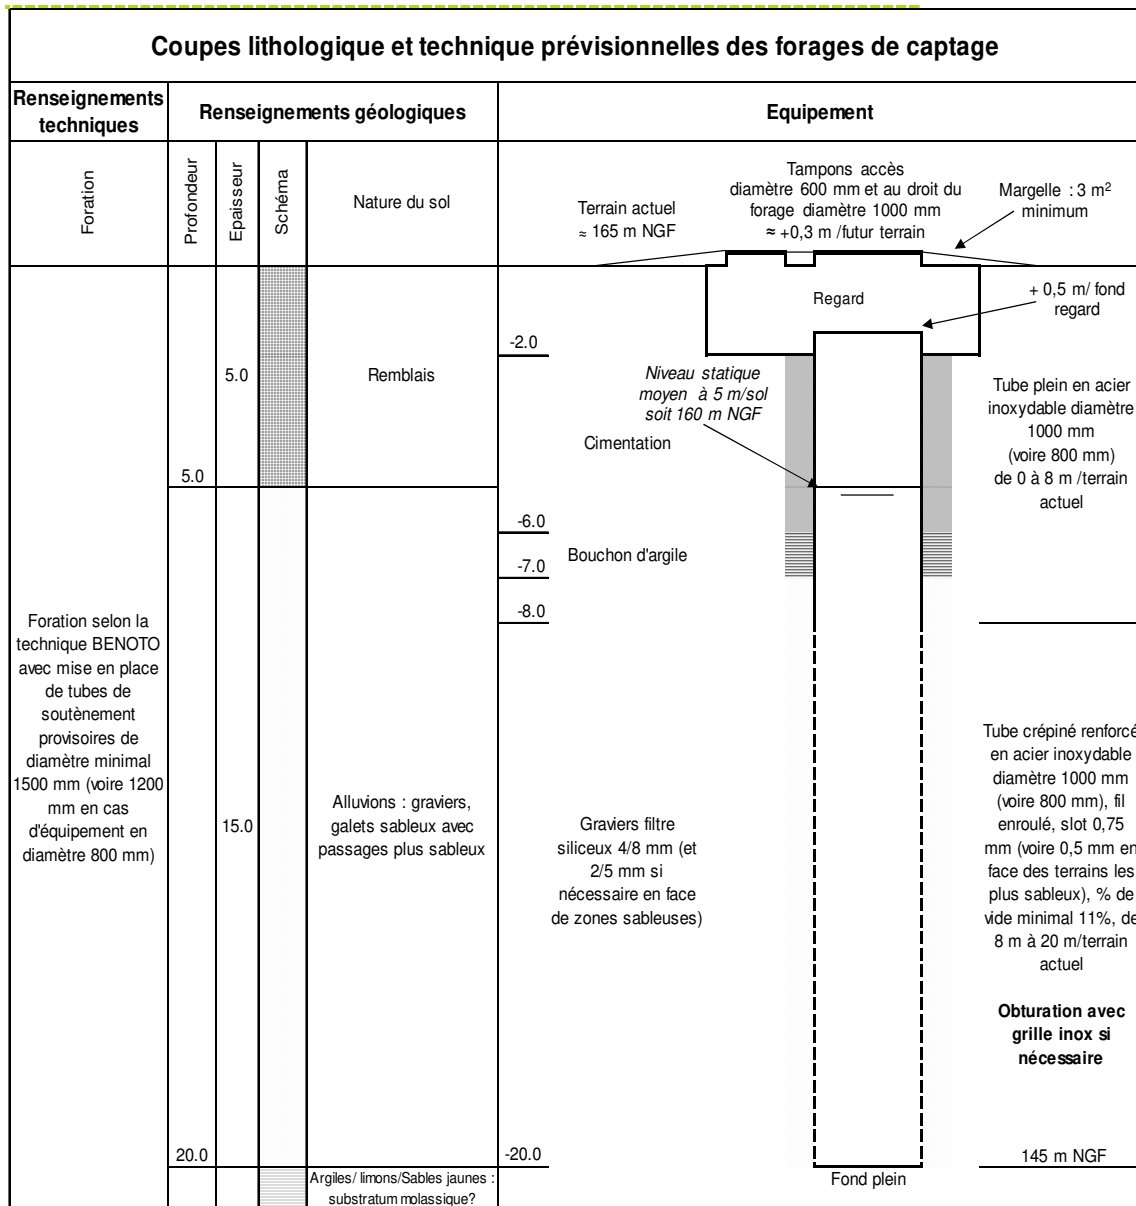 Coupes lithologique et technique prévisionnelles des forages de captage
Renseignements
techniques
Renseignements géologiques
Equipement
Foration
Profondeur
Epaisseur
Schéma
Nature du sol
Terrain actuel
≈ 165 m NGF
Tampons accès
diamètre 600 mm et au droit du
forage diamètre 1000 mm
≈ +0,3 m /futur terrain
Margelle : 3 m²
minimum
Regard
+ 0,5 m/ fond
regard
-2.0
5.0
Remblais
Niveau statique
moyen à 5 m/sol
soit 160 m NGF
Cimentation
Tube plein en acier
inoxydable diamètre
1000 mm
(voire 800 mm)
de 0 à 8 m /terrain
actuel
5.0
-6.0
Bouchon d'argile
-7.0
-8.0
Foration selon la
technique BENOTO
avec mise en place
de tubes de
soutènement
provisoires de
diamètre minimal
1500 mm (voire 1200
mm en cas
d'équipement en
diamètre 800 mm)
15.0
Alluvions : graviers,
galets sableux avec
passages plus sableux
Graviers filtre
siliceux 4/8 mm (et
2/5 mm si
nécessaire en face
de zones sableuses)
Tube crépiné renforcé
en acier inoxydable
diamètre 1000 mm
(voire 800 mm), fil
enroulé, slot 0,75
mm (voire 0,5 mm en
face des terrains les
plus sableux), % de
vide minimal 11%, de
8 m à 20 m/terrain
actuel
Obturation avec
grille inox si
nécessaire
20.0
-20.0
145 m NGF
Argiles/ limons/Sables jaunes :
substratum molassique?
Fond plein